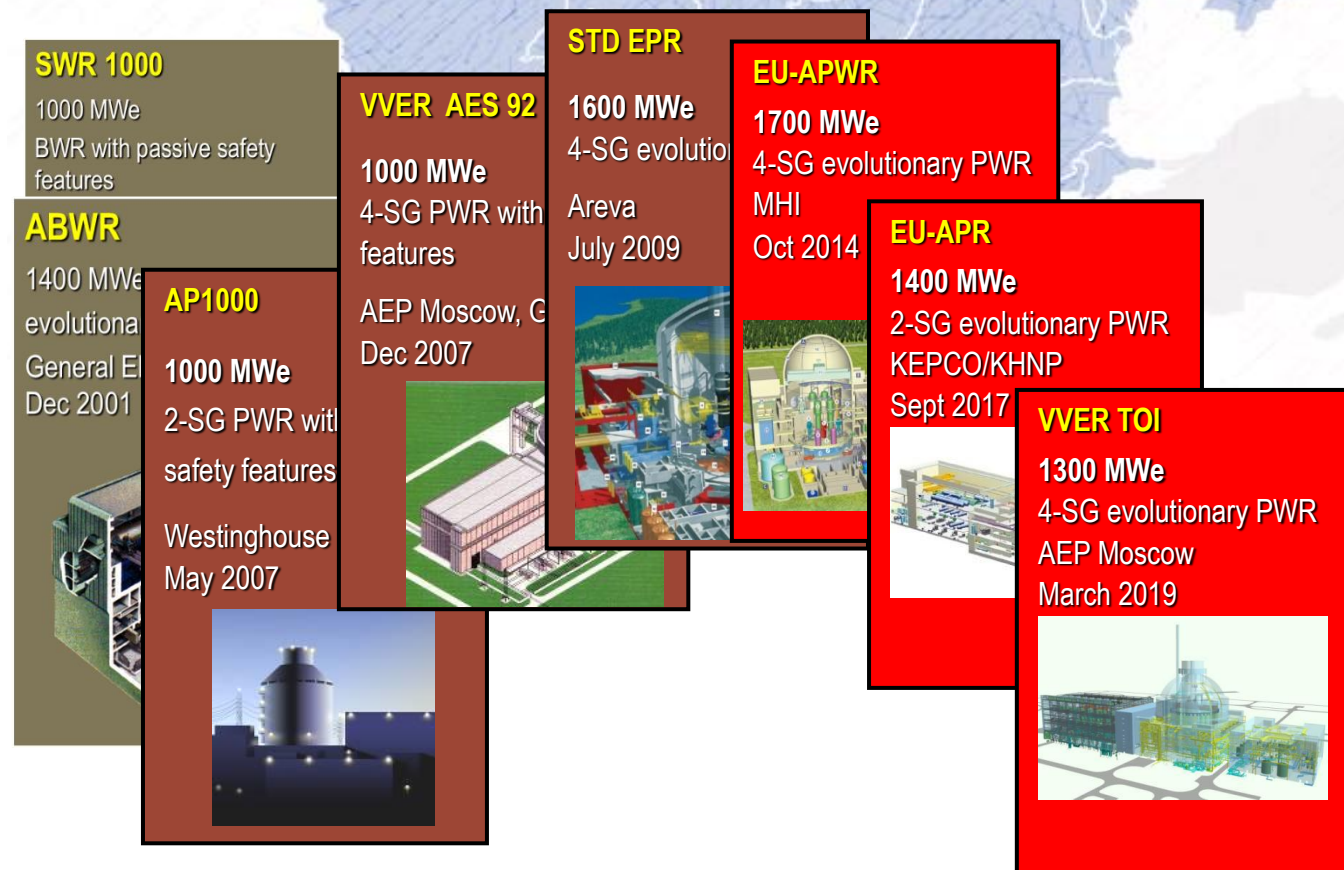 SWR 1000
1000 MWe
BWR with passive safety
features
ABWR
1400 MWe
evolutiona
General El
Dec 2001
AP1000
1000 MWe
2-SG PWR with
safety features
Westinghouse
May 2007
VVER AES 92
1000 MWe
4-SG PWR with
features
AEP Moscow, G
Dec 2007
STD EPR
1600 MWe
4-SG evolution
Areva
July 2009
EU-APWR
1700 MWe
4-SG evolutionary PWR
MHI
Oct 2014
EU-APR
1400 MWe
2-SG evolutionary PWR
KEPCO/KHNP
Sept 2017
VVER TOI
1300 MWe
4-SG evolutionary PWR
AEP Moscow
March 2019